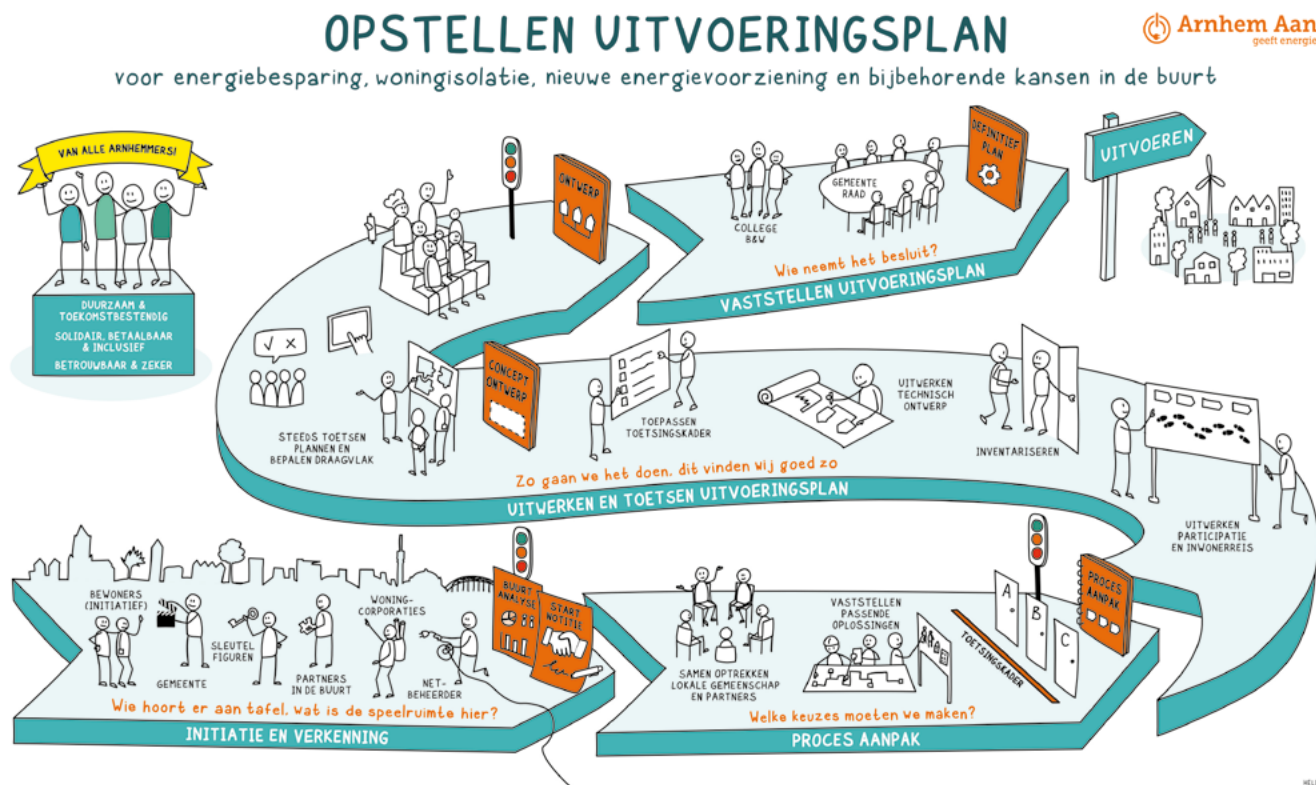 OPSTELLEN UITVOERINGSPLAN
voor energiebesparing, woningisolatie, nieuwe energievoorziening en bijbehorende kansen in de buurt
Arnhem Aan
geeft energie
VAN ALLE ARNHEMMERS!
DUURZAAM &
TOEKOMSTBESTENDIG
SOLIDAIR, BETAALBAAR
& INCLUSIEF
BETROUWBAAR & ZEKER
BEWONERS
(INITIATIEF)
GEMEENTE
SLEUTEL
FIGUREN
PARTNERS
IN DE BUURT
WONING-
CORPORATIES
NET-
BEHEERDER
BUURT
ANALYSE
START
NOTITIE
Wie hoort er aan tafel, wat is de speelruimte hier?
INITIATIE EN VERKENNING
SAMEN OPTREKKEN
LOKALE GEMEENSCHAP
EN PARTNERS
VASTSTELLEN
PASSENDE
OPLOSSINGEN
TOETSINGSKADER
A
B
C
PROCES
AANPAK
Welke keuzes moeten we maken?
PROCES AANPAK
UITWERKEN
PARTICIPATIE
EN INWONERREIS
INVENTARISEREN
UITWERKEN
TECHNISCH
ONTWERP
TOEPASSEN
TOETSINGSKADER
CONCEPT
ONTWERP
STEEDS TOETSEN
PLANNEN EN
BEPALEN DRAAGVLAK
Zo gaan we het doen, dit vinden wij goed zo
UITWERKEN EN TOETSEN UITVOERINGSPLAN
ONTWERP
COLLEGE
B&W
GEMEENTE
RAAD
DEFINITIEF
PLAN
Wie neemt het besluit?
VASTSTELLEN UITVOERINGSPLAN
UITVOEREN